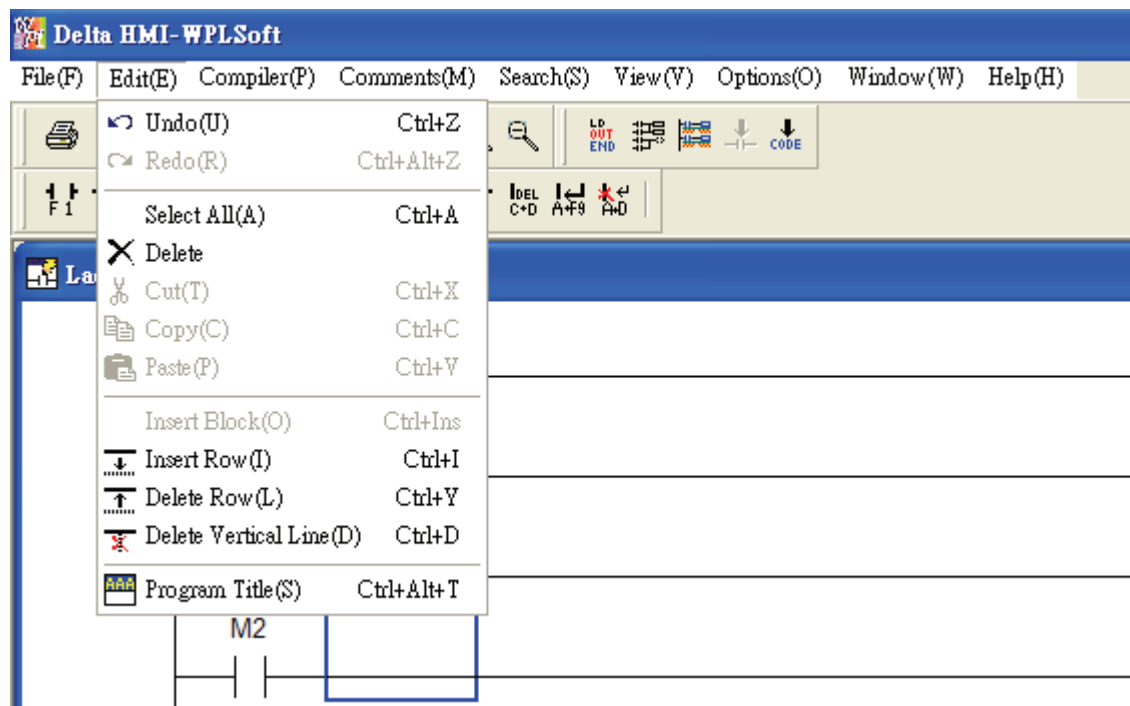 Delta HMI-WPLSoft
File(F) Edit(E) Compiler(P) Comments(M) Search(S) View(V) Options(O) Window(W) Help(H)
Undo(U) Ctrl+Z
Redo(R) Ctrl+Alt+Z
LD
OUT
END
CODE
F1
Select All(A) Ctrl+A
DEL
C+D A+F9 A+D
Delete
La
Cut(T) Ctrl+X
Copy(C) Ctrl+C
Paste(P) Ctrl+V
Insert Block(O) Ctrl+Ins
Insert Row(I) Ctrl+I
Delete Row(L) Ctrl+Y
Delete Vertical Line(D) Ctrl+D
AAA
Program Title(S) Ctrl+Alt+T
M2